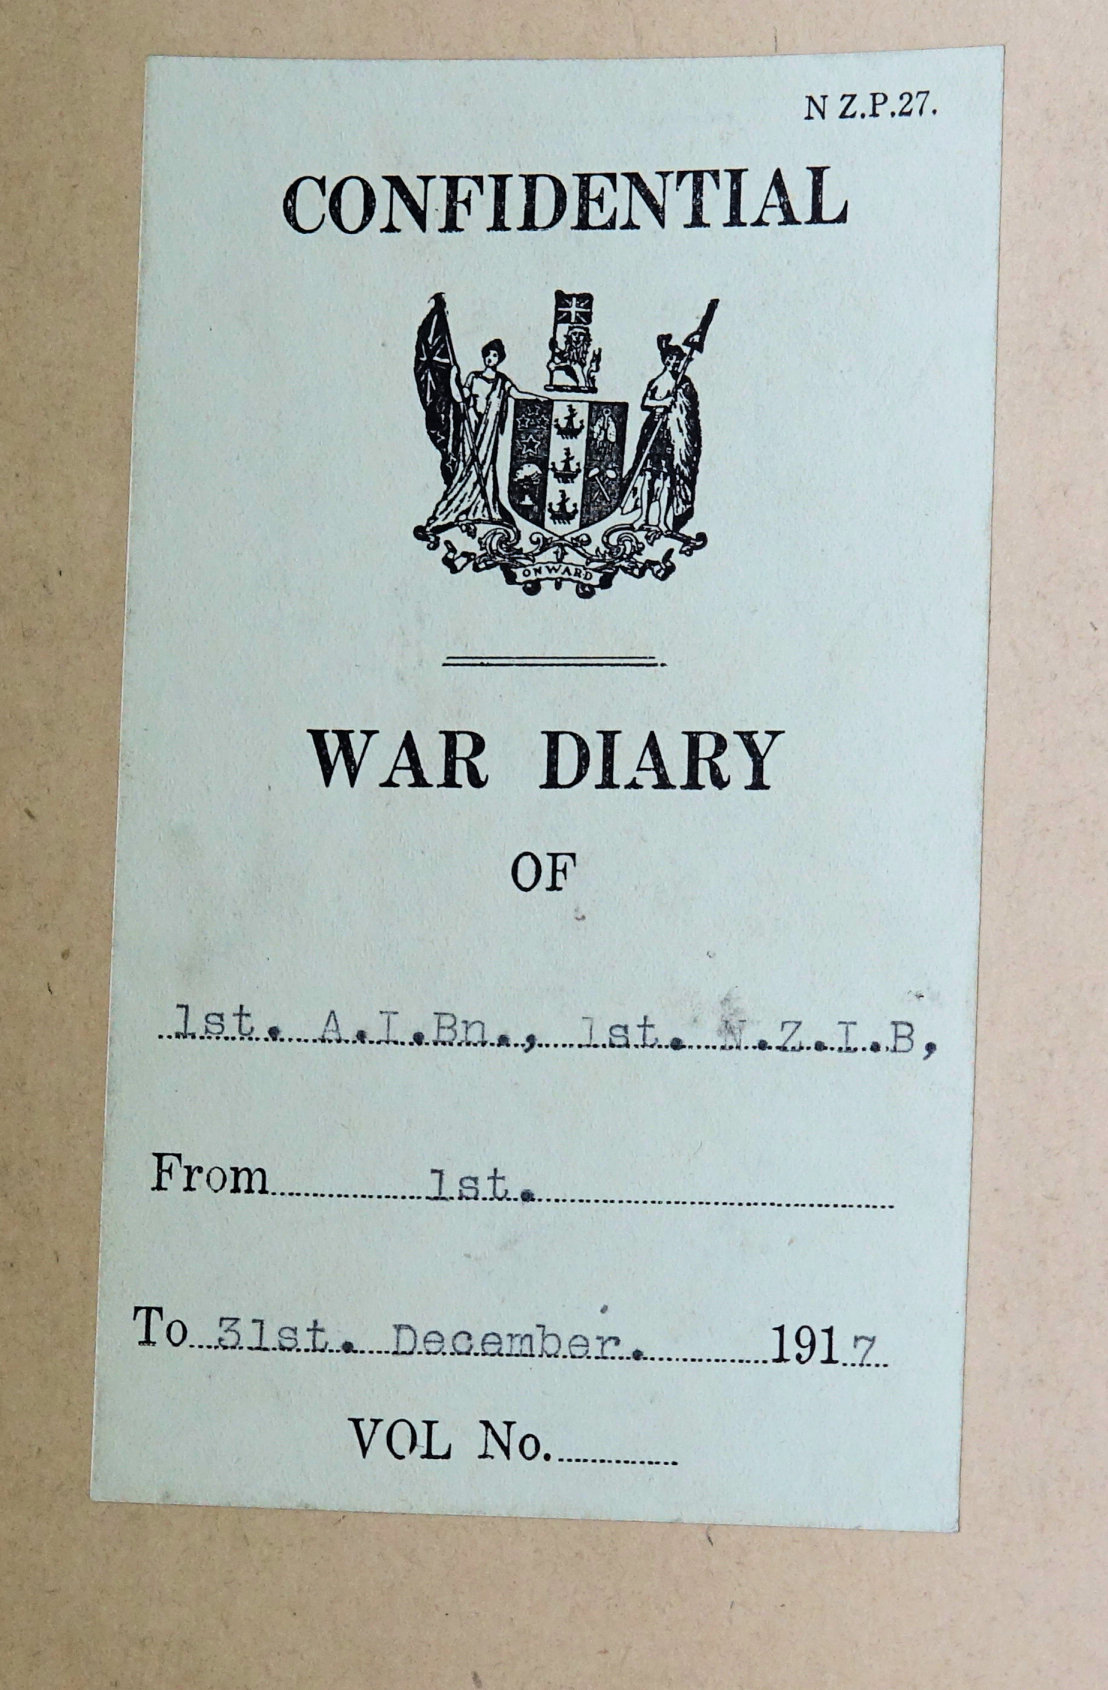 N Z.P.27.
CONFIDENTIAL
ONWARD
WAR DIARY
OF
1st. A.I.Bn., 1st. N.Z.I.B,
From 1st.
To 31st. December. 1917
VOL No.